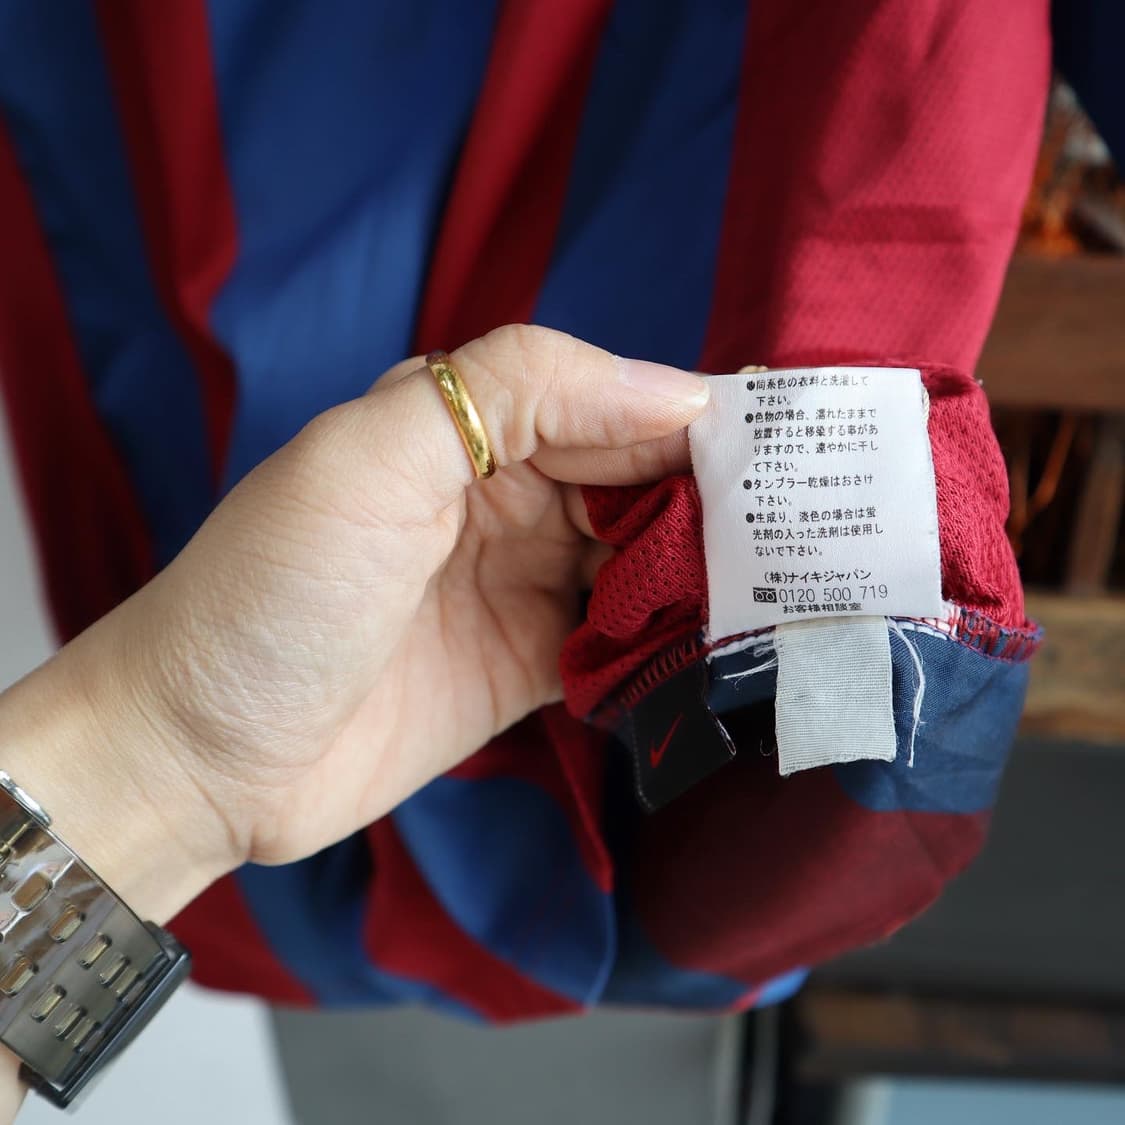 ●同系色の衣料と洗濯して
下さい。
●色物の場合、濡れたままで
放置すると移染する事があ
りますので、速やかに干し
て下さい。
●タンブラー乾燥はおさけ
下さい。
●生成り、淡色の場合は蛍
光剤の入った洗剤は使用し
ないで下さい。
(株)ナイキジャパン
0120 500 719
お客様相談室